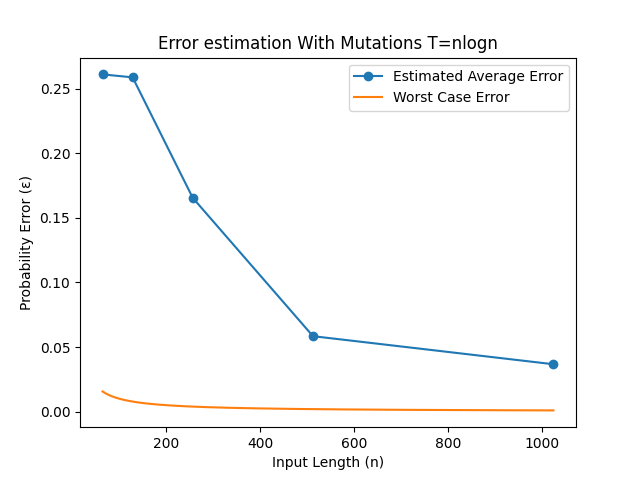 Error estimation With Mutations T=nlogn
Estimated Average Error
Worst Case Error
Probability Error (ε)
0.25
0.20
0.15
0.10
0.05
0.00
200
400
600
800
1000
Input Length (n)